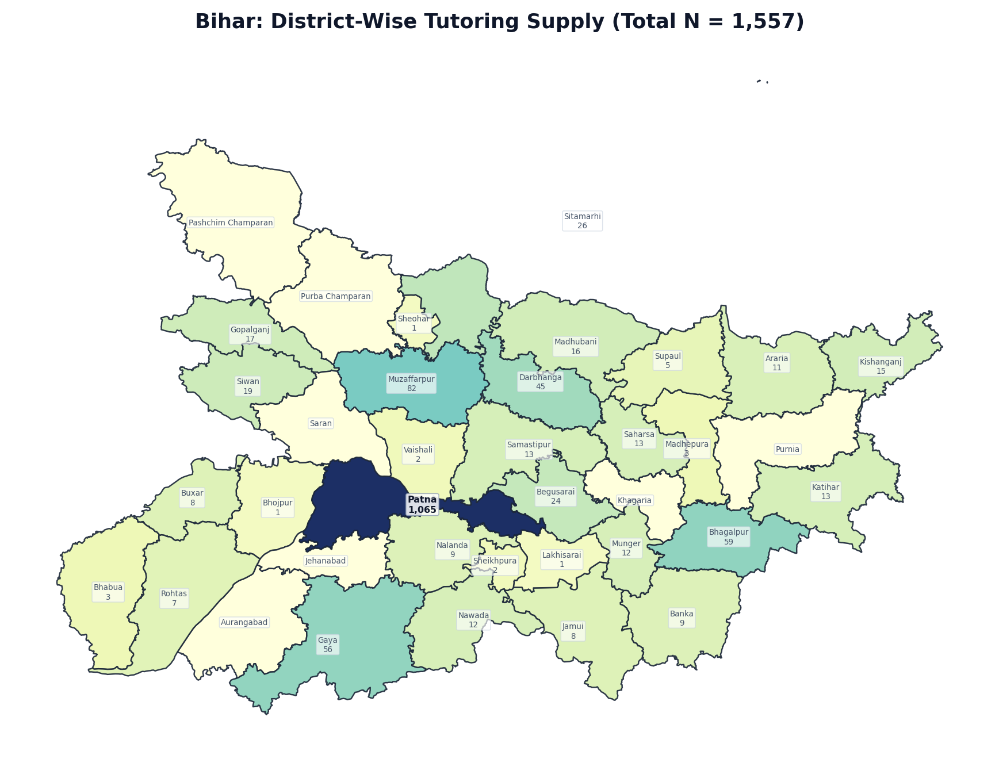 Bihar: District-Wise Tutoring Supply (Total N = 1,557)
Sitamarhi
26
Pashchim Champaran
Purba Champaran
Sheohar
1
Gopalganj
17
Madhubani
16
Supaul
5
Araria
11
Kishanganj
15
Siwan
19
Muzaffarpur
82
Darbhanga
45
Saran
Vaishali
2
Samastipur
13
Saharsa
13
Madhepura
3
Purnia
Buxar
8
Bhojpur
1
Patna
1,065
Begusarai
24
Khagaria
Katihar
13
Bhagalpur
59
Jehanabad
Nalanda
9
Sheikhpura
2
Lakhisarai
1
Munger
12
Bhabua
3
Rohtas
7
Aurangabad
Gaya
56
Nawada
12
Jamui
8
Banka
9